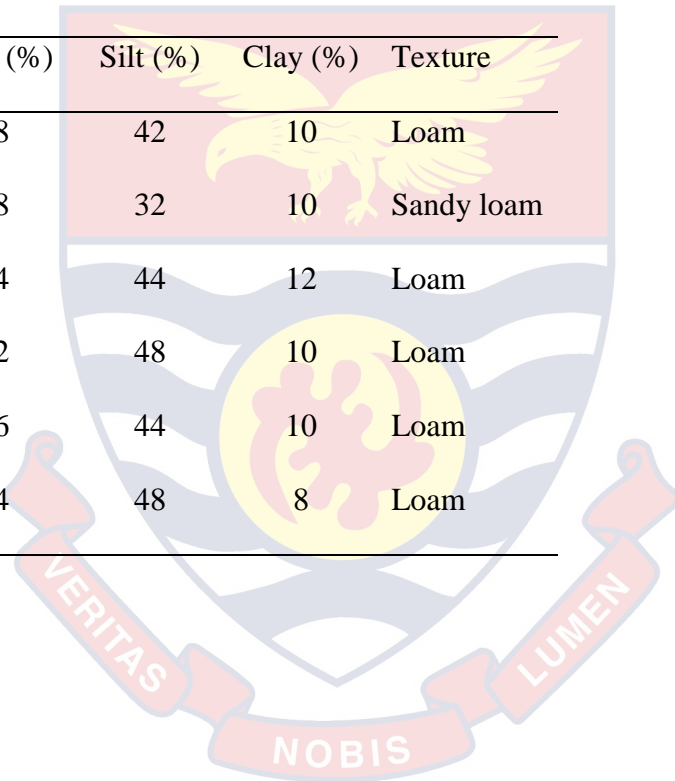 (%) Silt (%) Clay (%) Texture
8 42 10 Loam
8 32 10 Sandy loam
4 44 12 Loam
2 48 10 Loam
6 44 10 Loam
4 48 8 Loam
VERITAS NOBIS LUMEN